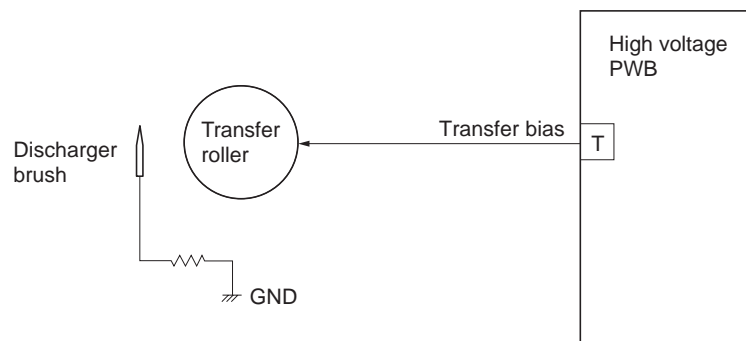 High voltage
PWB
Transfer bias
T
Transfer
roller
Discharger
brush
GND